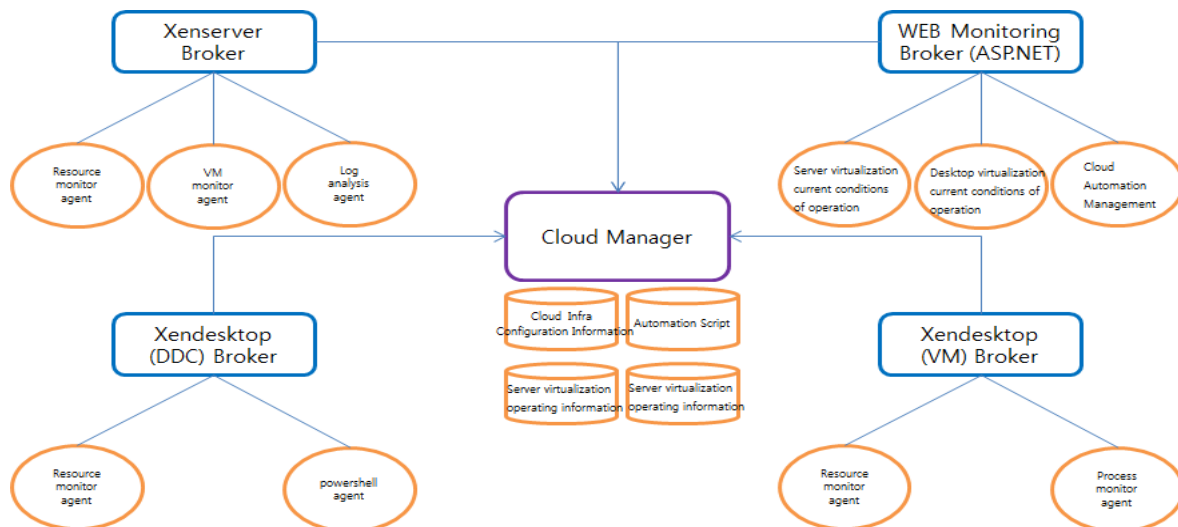 Xenserver
Broker
WEB Monitoring
Broker (ASP.NET)
Resource
monitor
agent
VM
monitor
agent
Log
analysis
agent
Server virtualization
current conditions
of operation
Desktop virtualization
current conditions of
operation
Cloud
Automation
Management
Cloud Manager
Cloud Infra
Configuration Information
Automation Script
Server virtualization
operating information
Server virtualization
operating information
Xendesktop
(DDC) Broker
Xendesktop
(VM) Broker
Resource
monitor
agent
powershell
agent
Resource
monitor
agent
Process
monitor
agent